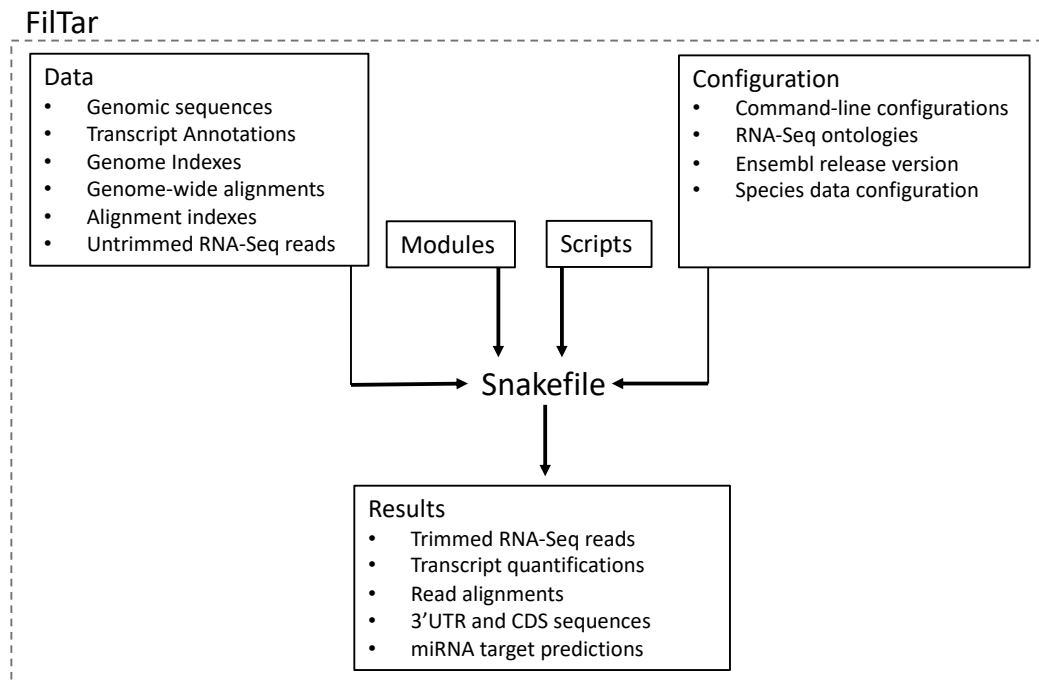 FilTar
Data
• Genomic sequences
• Transcript Annotations
• Genome Indexes
• Genome-wide alignments
• Alignment indexes
• Untrimmed RNA-Seq reads
Configuration
• Command-line configurations
• RNA-Seq ontologies
• Ensembl release version
• Species data configuration
Modules
Scripts
Snakefile
Results
• Trimmed RNA-Seq reads
• Transcript quantifications
• Read alignments
• 3’UTR and CDS sequences
• miRNA target predictions